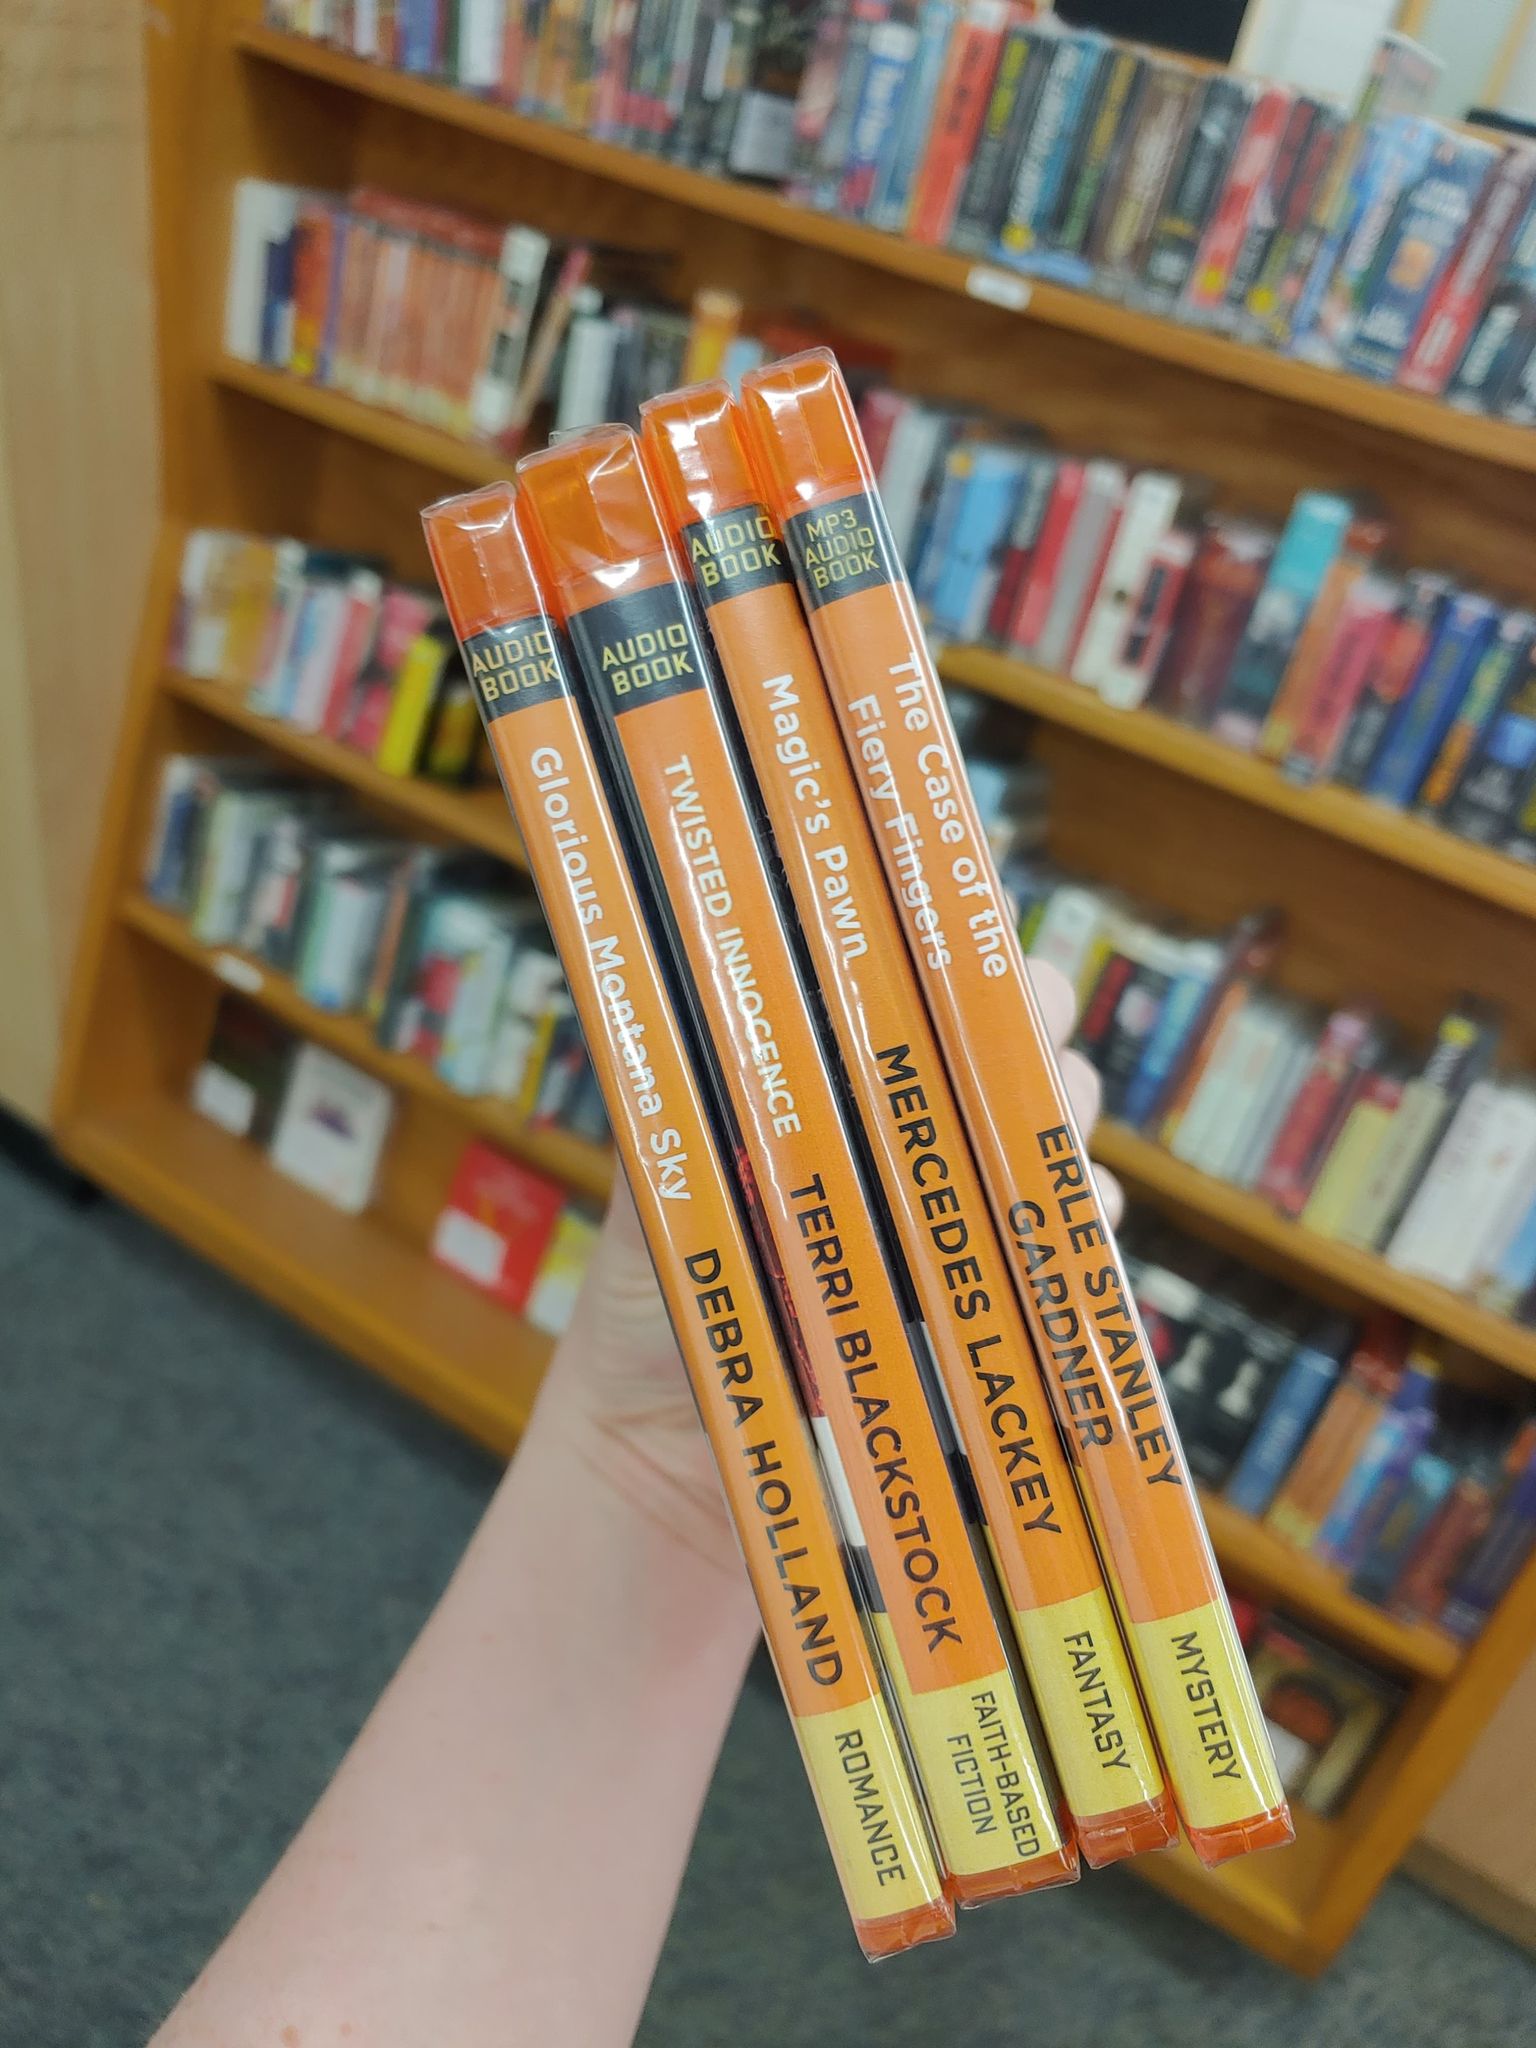 AUDIO
BOOK
Glorious Montana Sky
DEBRA HOLLAND
ROMANCE
AUDIO
BOOK
TWISTED INNOCENCE
TERRI BLACKSTOCK
FAITH-BASED
FICTION
AUDIO
BOOK
Magic's Pawn
MERCEDES LACKEY
FANTASY
MP3
AUDIO
BOOK
The Case of the
Fiery Fingers
ERLE STANLEY
GARDNER
MYSTERY